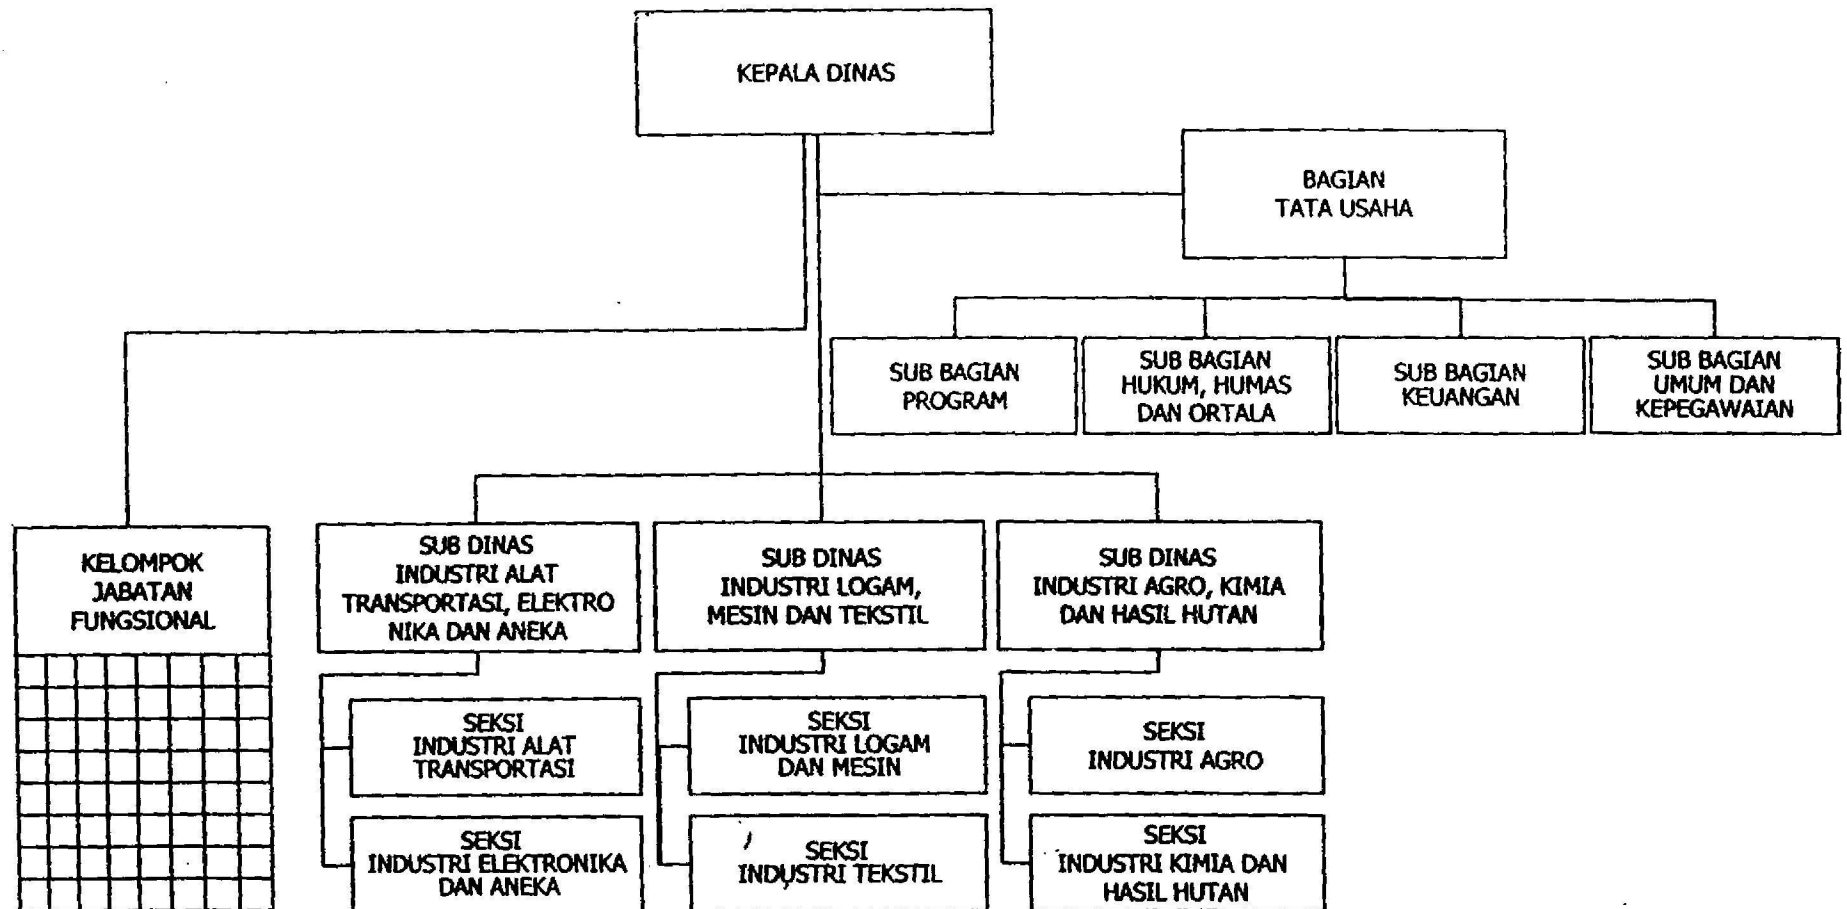 KEPALA DINAS
BAGIAN
TATA USAHA
SUB BAGIAN
PROGRAM
SUB BAGIAN
HUKUM, HUMAS
DAN ORTALA
SUB BAGIAN
KEUANGAN
SUB BAGIAN
UMUM DAN
KEPEGAWAIAN
KELOMPOK
JABATAN
FUNGSIONAL
SUB DINAS
INDUSTRI ALAT
TRANSPORTASI, ELEKTRO
NIKA DAN ANEKA
SUB DINAS
INDUSTRI LOGAM,
MESIN DAN TEKSTIL
SUB DINAS
INDUSTRI AGRO, KIMIA
DAN HASIL HUTAN
SEKSI
INDUSTRI ALAT
TRANSPORTASI
SEKSI
INDUSTRI LOGAM
DAN MESIN
SEKSI
INDUSTRI AGRO
SEKSI
INDUSTRI ELEKTRONIKA
DAN ANEKA
SEKSI
INDUSTRI TEKSTIL
SEKSI
INDUSTRI KIMIA DAN
HASIL HUTAN